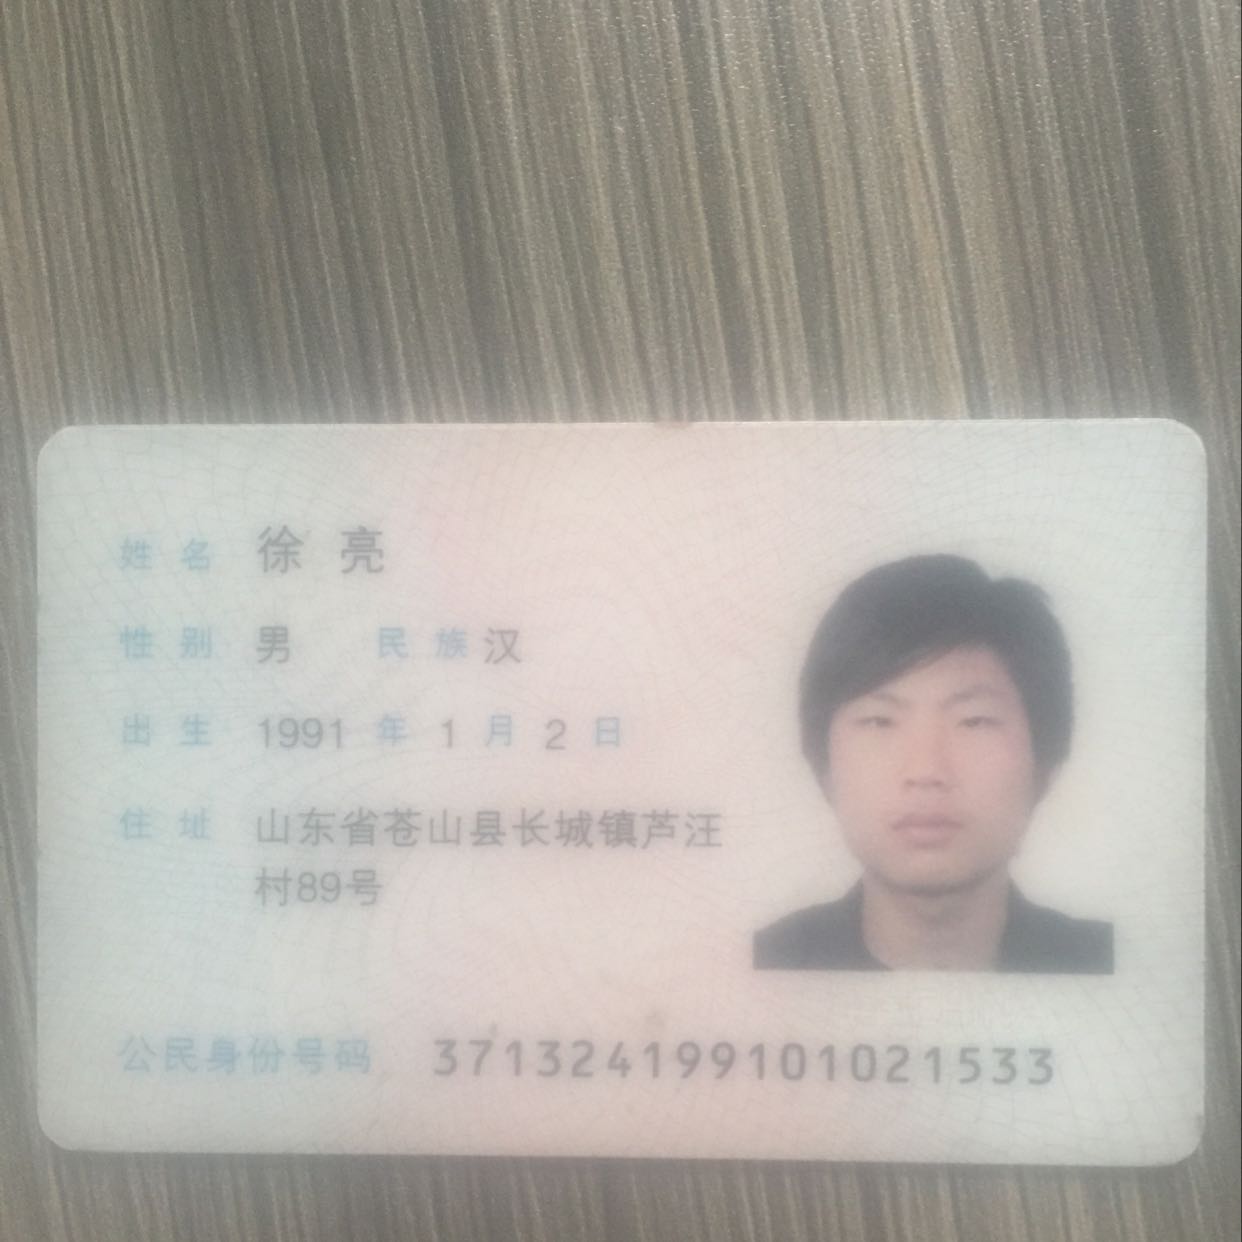 姓名 徐亮
性别 男 民族 汉
出生 1991 年 1 月 2 日
住址 山东省苍山县长城镇芦汪
村89号
公民身份号码 371324199101021533